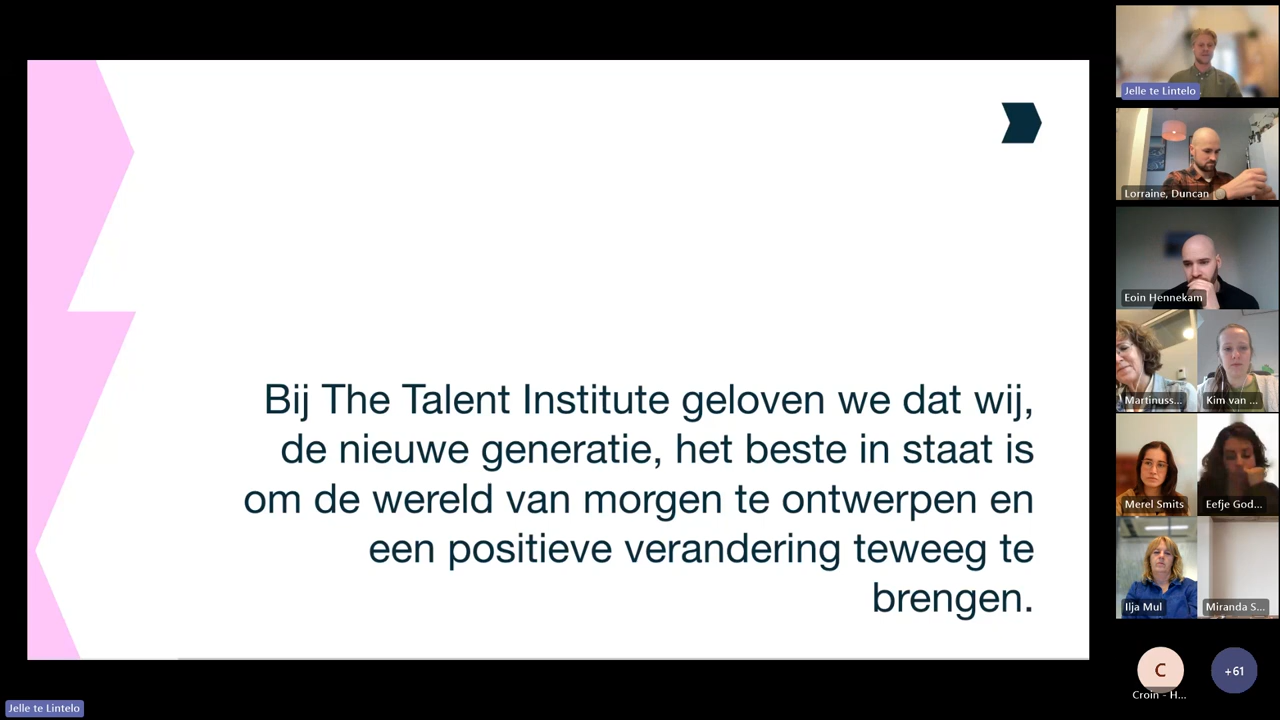 Bij The Talent Institute geloven we dat wij,
de nieuwe generatie, het beste in staat is
om de wereld van morgen te ontwerpen en
een positieve verandering teweeg te
brengen.
Jelle te Lintelo
Lorraine, Duncan
Eoin Hennekam
Martinuss...
Kim van ...
Merel Smits
Eefje God...
Ilja Mul
Miranda S...
C
Croin - H...
+61
Jelle te Lintelo